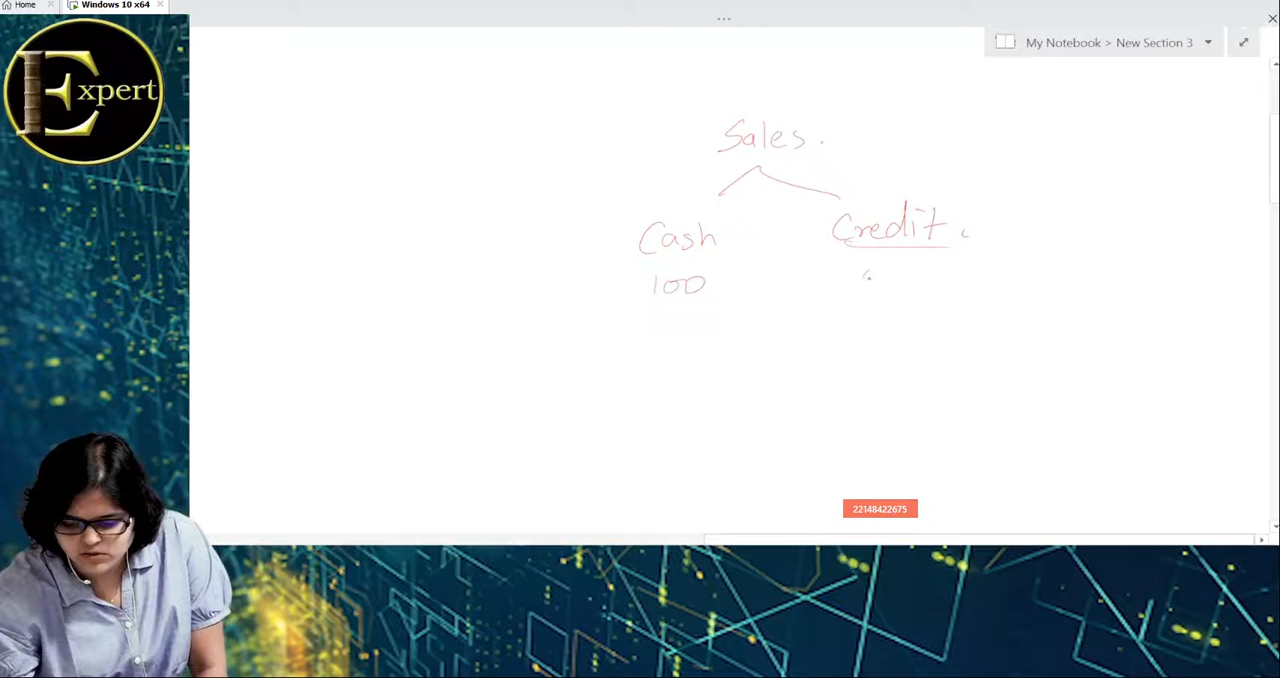 Home
Windows 10 x64
Expert
My Notebook > New Section 3
Sales.
Cash
Credit.
100
22148422675